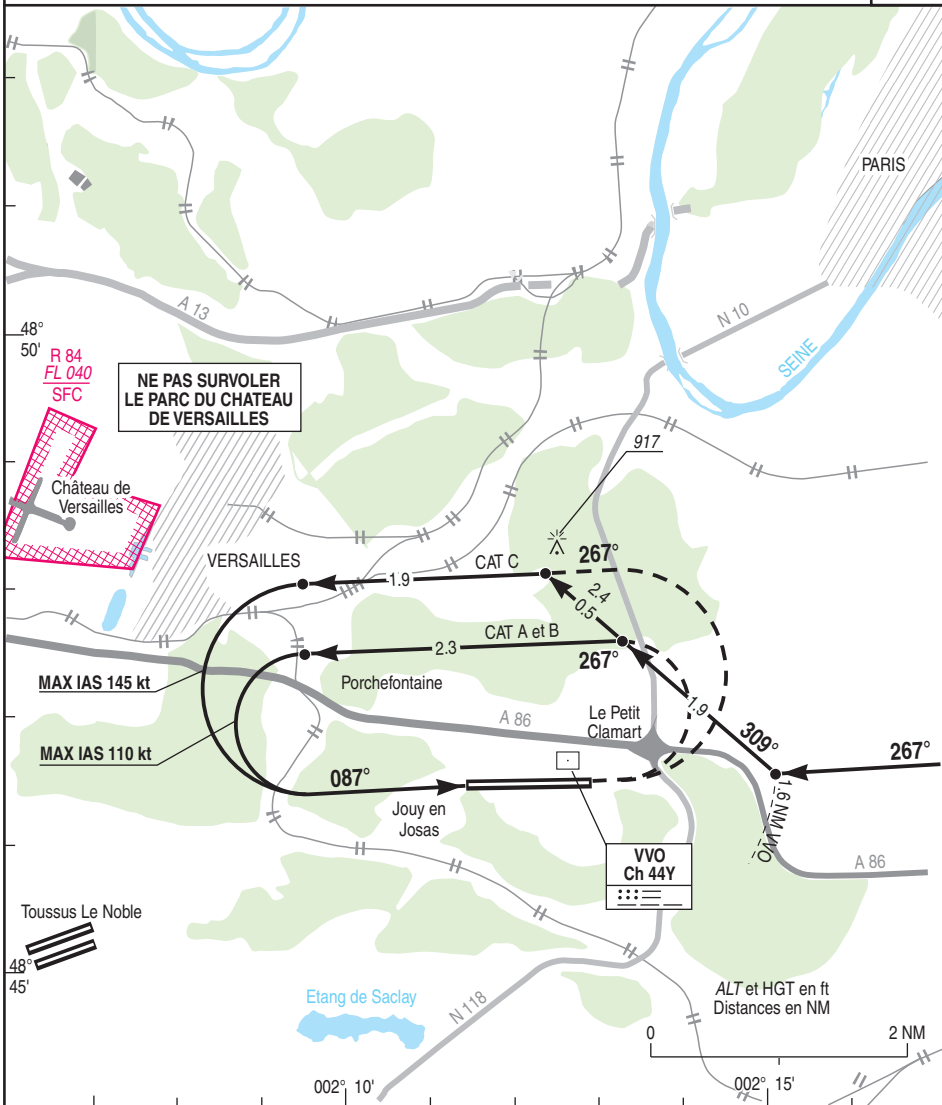 PARIS
A 13
N 10
48°
50'
R 84
FL 040
SFC
NE PAS SURVOLER
LE PARC DU CHATEAU
DE VERSAILLES
SEINE
917
Château de
Versailles
VERSAILLES
CAT C
267°
1.9
2.4
0.5
CAT A et B
2.3
267°
MAX IAS 145 kt
Porchefontaine
1.9
A 86
Le Petit
Clamart
309°
267°
MAX IAS 110 kt
087°
1.6 NM VVO
Jouy en
Josas
VVO
Ch 44Y
A 86
Toussus Le Noble
48°
45'
Etang de Saclay
N 118
ALT et HGT en ft
Distances en NM
0
2 NM
002° 10'
002° 15'